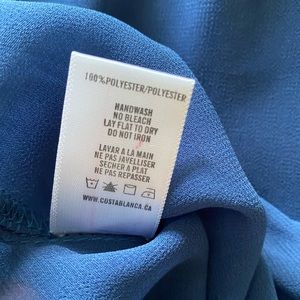 100%POLYESTER/POLYESTER
HANDWASH
NO BLEACH
LAY FLAT TO DRY
DO NOT IRON
LAVAR A LA MAIN
NE PAS JAVELLISER
SECHER A PLAT
NE PAS REPASSER
WWW.COSTABLANCA.CA